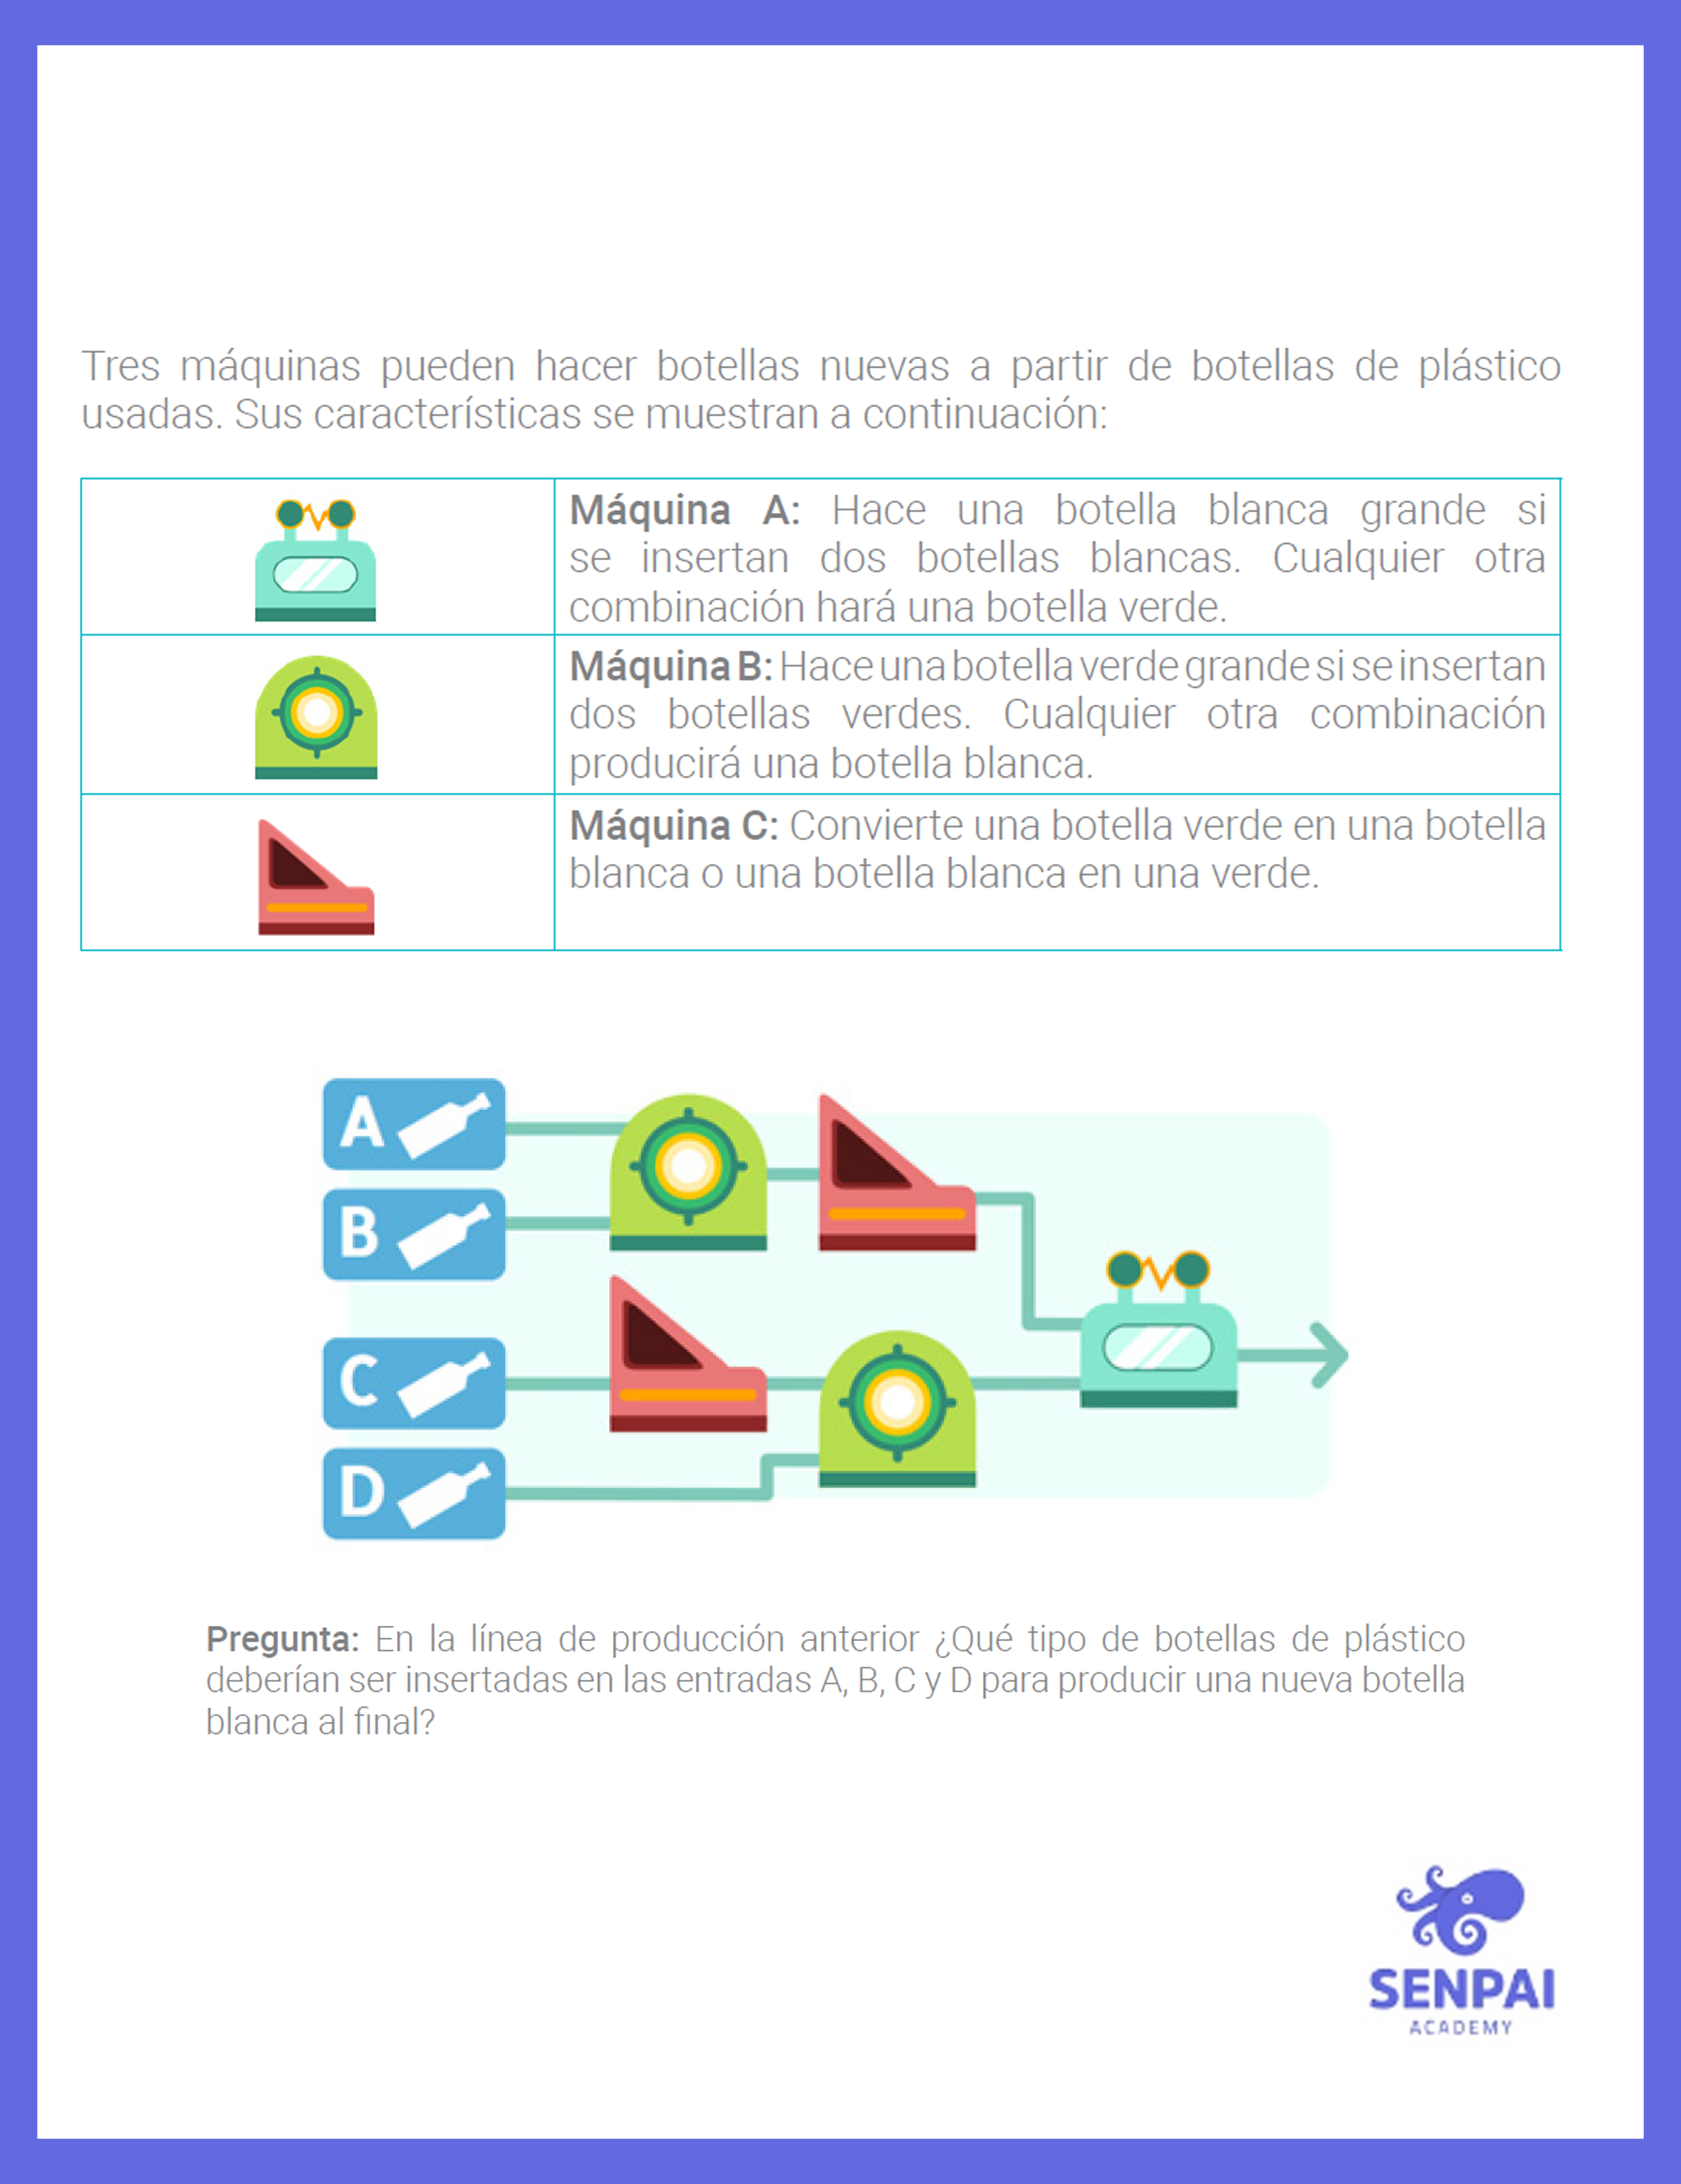 Tres máquinas pueden hacer botellas nuevas a partir de botellas de plástico
usadas. Sus características se muestran a continuación:
Máquina A: Hace una botella blanca grande si
se insertan dos botellas blancas. Cualquier otra
combinación hará una botella verde.
Máquina B: Hace una botella verde grande si se insertan
dos botellas verdes. Cualquier otra combinación
producirá una botella blanca.
Máquina C: Convierte una botella verde en una botella
blanca o una botella blanca en una verde.
A
B
C
D
Pregunta: En la línea de producción anterior ¿Qué tipo de botellas de plástico
deberían ser insertadas en las entradas A, B, C y D para producir una nueva botella
blanca al final?
SENPAI
ACADEMY